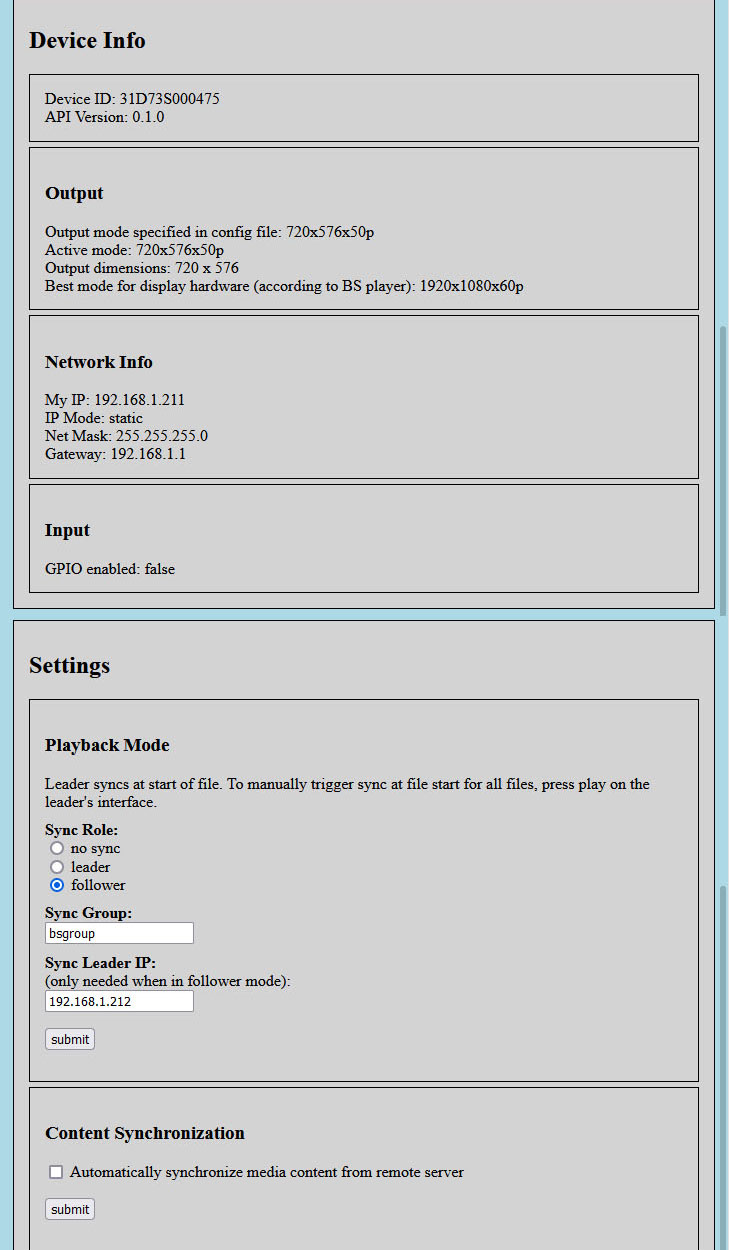 Device Info
Device ID: 31D73S000475
API Version: 0.1.0
Output
Output mode specified in config file: 720x576x50p
Active mode: 720x576x50p
Output dimensions: 720 x 576
Best mode for display hardware (according to BS player): 1920x1080x60p
Network Info
My IP: 192.168.1.211
IP Mode: static
Net Mask: 255.255.255.0
Gateway: 192.168.1.1
Input
GPIO enabled: false
Settings
Playback Mode
Leader syncs at start of file. To manually trigger sync at file start for all files, press play on the
leader's interface.
Sync Role:
no sync
leader
follower
Sync Group:
bsgroup
Sync Leader IP:
(only needed when in follower mode):
192.168.1.212
submit
Content Synchronization
Automatically synchronize media content from remote server
submit